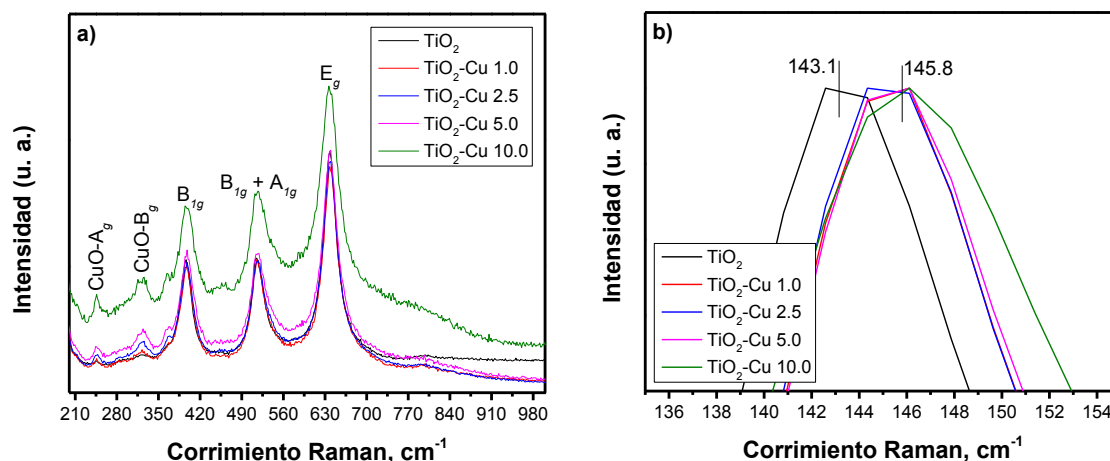 a)
TiO2
TiO2-Cu 1.0
TiO2-Cu 2.5
TiO2-Cu 5.0
TiO2-Cu 10.0
Eg
B1g + A1g
B1g
CuO-Bg
CuO-Ag
Intensidad (u. a.)
210 280 350 420 490 560 630 700 770 840 910 980
Corrimiento Raman, cm-1
b)
143.1
145.8
Intensidad (u. a.)
TiO2
TiO2-Cu 1.0
TiO2-Cu 2.5
TiO2-Cu 5.0
TiO2-Cu 10.0
136 138 140 142 144 146 148 150 152 154
Corrimiento Raman, cm-1